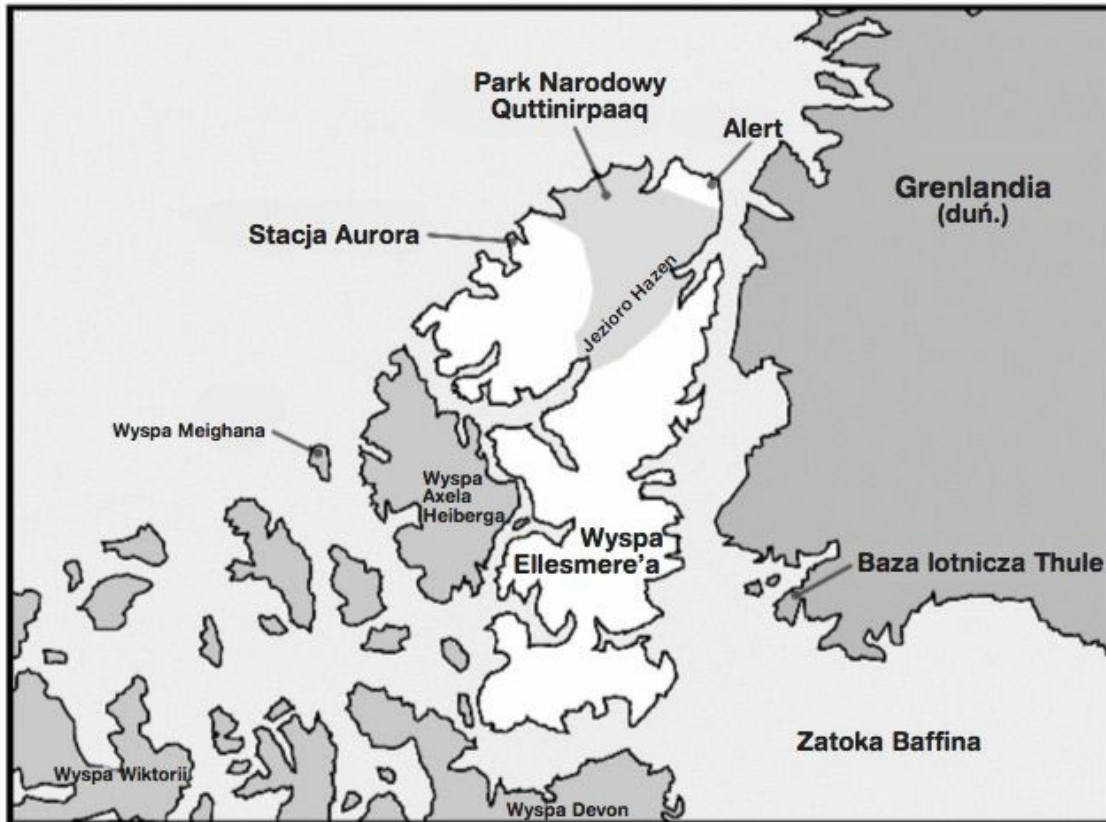 Park Narodowy
Quttinirpaaq
Alert
Grenlandia
(duń.)
Stacja Aurora
Jezioro Hazen
Wyspa Meighana
Wyspa
Axela
Heiberga
Wyspa
Ellesmere’a
Baza lotnicza Thule
Zatoka Baffina
Wyspa Wiktorii
Wyspa Devon